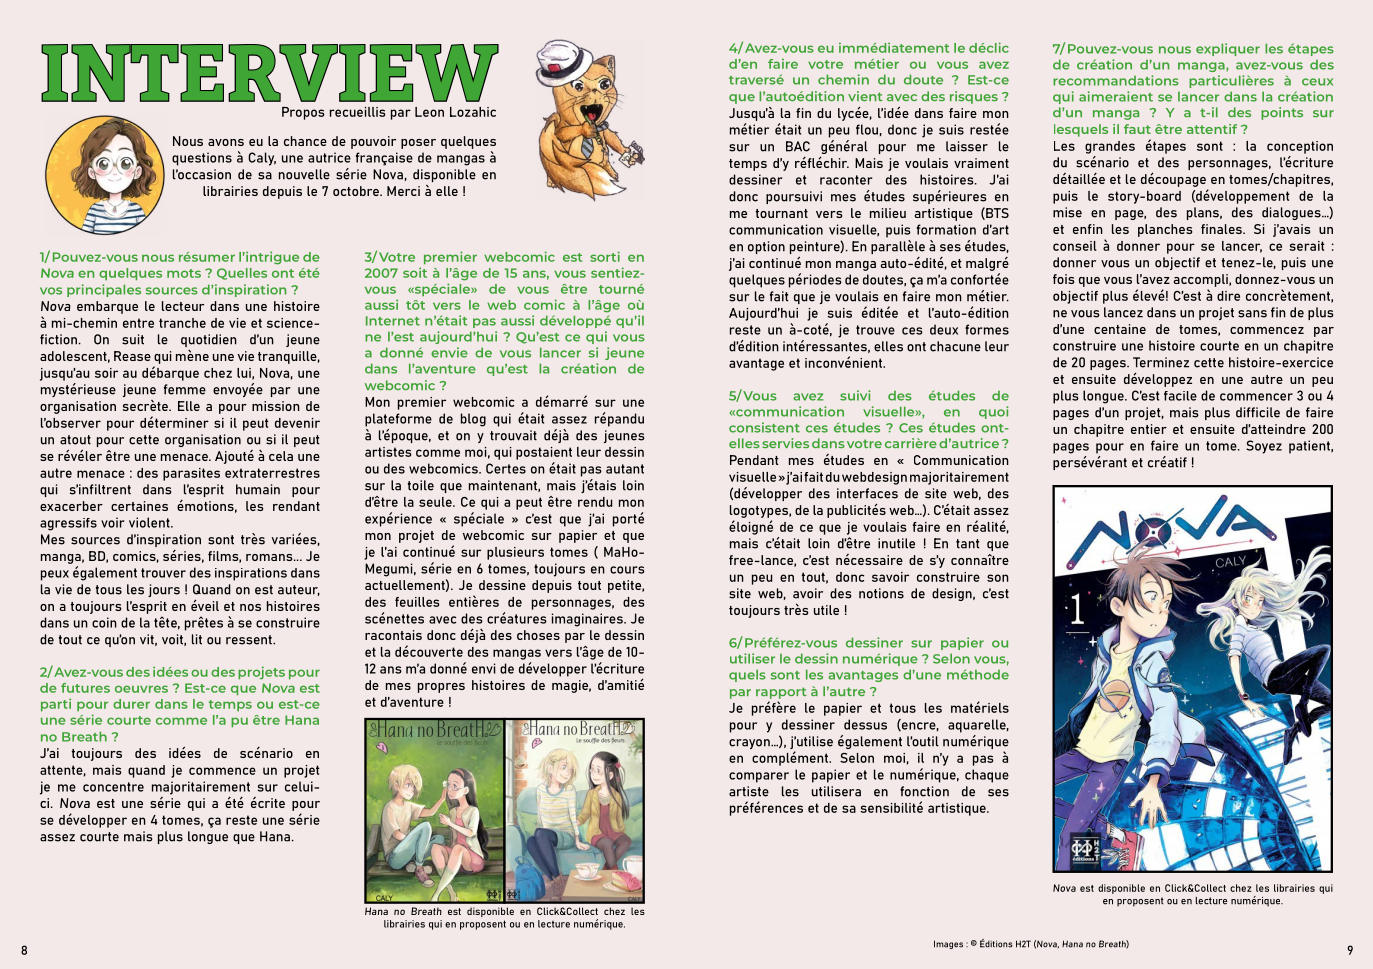 INTERVIEW
Propos recueillis par Leon Lozahic
Nous avons eu la chance de pouvoir poser quelques
questions à Caly, une autrice française de mangas à
l'occasion de sa nouvelle série Nova, disponible en
librairies depuis le 7 octobre. Merci à elle !
1/ Pouvez-vous nous résumer l'intrigue de
Nova en quelques mots ? Quelles ont été
vos principales sources d'inspiration ?
Nova embarque le lecteur dans une histoire
à mi-chemin entre tranche de vie et science-
fiction. On suit le quotidien d'un jeune
adolescent, Rease qui mène une vie tranquille,
jusqu'au soir au débarque chez lui, Nova, une
mystérieuse jeune femme envoyée par une
organisation secrète. Elle a pour mission de
l'observer pour déterminer si il peut devenir
un atout pour cette organisation ou si il peut
se révéler être une menace. Ajouté à cela une
autre menace : des parasites extraterrestres
qui s'infiltrent dans l'esprit humain pour
exacerber certaines émotions, les rendant
agressifs voir violent.
Mes sources d'inspiration sont très variées,
manga, BD, comics, séries, films, romans... Je
peux également trouver des inspirations dans
la vie de tous les jours ! Quand on est auteur,
on a toujours l'esprit en éveil et nos histoires
dans un coin de la tête, prêtes à se construire
de tout ce qu'on vit, voit, lit ou ressent.
2/ Avez-vous des idées ou des projets pour
de futures oeuvres ? Est-ce que Nova est
parti pour durer dans le temps ou est-ce
une série courte comme l'a pu être Hana
no Breath ?
J'ai toujours des idées de scénario en
attente, mais quand je commence un projet
je me concentre majoritairement sur celui-
ci. Nova est une série qui a été écrite pour
se développer en 4 tomes, ça reste une série
assez courte mais plus longue que Hana.
3/ Votre premier webcomic est sorti en
2007 soit à l'âge de 15 ans, vous sentiez-
vous «spéciale» de vous être tourné
aussi tôt vers le web comic à l'âge où
Internet n'était pas aussi développé qu'il
ne l'est aujourd'hui ? Qu'est ce qui vous
a donné envie de vous lancer si jeune
dans l'aventure qu'est la création de
webcomic ?
Mon premier webcomic a démarré sur une
plateforme de blog qui était assez répandu
à l'époque, et on y trouvait déjà des jeunes
artistes comme moi, qui postaient leur dessin
ou des webcomics. Certes on était pas autant
sur la toile que maintenant, mais j'étais loin
d'être la seule. Ce qui a peut être rendu mon
expérience « spéciale » c'est que j'ai porté
mon projet de webcomic sur papier et que
je l'ai continué sur plusieurs tomes ( MaHo-
Megumi, série en 6 tomes, toujours en cours
actuellement). Je dessine depuis tout petite,
des feuilles entières de personnages, des
scénettes avec des créatures imaginaires. Je
racontais donc déjà des choses par le dessin
et la découverte des mangas vers l'âge de 10-
12 ans m'a donné envi de développer l'écriture
de mes propres histoires de magie, d'amitié
et d'aventure !
Hana no BreatH
Le souffle des fleurs
CALY
Hana no BreatH
Le souffle des fleurs
Hana no Breath est disponible en Click&Collect chez les
librairies qui en proposent ou en lecture numérique.
8
4/ Avez-vous eu immédiatement le déclic
d'en faire votre métier ou vous avez
traversé un chemin du doute ? Est-ce
que l'autoédition vient avec des risques ?
Jusqu'à la fin du lycée, l'idée dans faire mon
métier était un peu flou, donc je suis restée
sur un BAC général pour me laisser le
temps d'y réfléchir. Mais je voulais vraiment
dessiner et raconter des histoires. J'ai
donc poursuivi mes études supérieures en
me tournant vers le milieu artistique (BTS
communication visuelle, puis formation d'art
en option peinture). En parallèle à ses études,
j'ai continué mon manga auto-édité, et malgré
quelques périodes de doutes, ça m'a confortée
sur le fait que je voulais en faire mon métier.
Aujourd'hui je suis éditée et l'auto-édition
reste un à-coté, je trouve ces deux formes
d'édition intéressantes, elles ont chacune leur
avantage et inconvénient.
5/ Vous avez suivi des études de
«communication visuelle», en quoi
consistent ces études ? Ces études ont-
elles servies dans votre carrière d'autrice ?
Pendant mes études en « Communication
visuelle » j'ai fait du webdesign majoritairement
(développer des interfaces de site web, des
logotypes, de la publicités web...). C'était assez
éloigné de ce que je voulais faire en réalité,
mais c'était loin d'être inutile ! En tant que
free-lance, c'est nécessaire de s'y connaître
un peu en tout, donc savoir construire son
site web, avoir des notions de design, c'est
toujours très utile !
6/ Préférez-vous dessiner sur papier ou
utiliser le dessin numérique ? Selon vous,
quels sont les avantages d'une méthode
par rapport à l'autre ?
Je préfère le papier et tous les matériels
pour y dessiner dessus (encre, aquarelle,
crayon...), j'utilise également l'outil numérique
en complément. Selon moi, il n'y a pas à
comparer le papier et le numérique, chaque
artiste les utilisera en fonction de ses
préférences et de sa sensibilité artistique.
7/ Pouvez-vous nous expliquer les étapes
de création d'un manga, avez-vous des
recommandations particulières à ceux
qui aimeraient se lancer dans la création
d'un manga ? Y a t-il des points sur
lesquels il faut être attentif ?
Les grandes étapes sont : la conception
du scénario et des personnages, l'écriture
détaillée et le découpage en tomes/chapitres,
puis le story-board (développement de la
mise en page, des plans, des dialogues...)
et enfin les planches finales. Si j'avais un
conseil à donner pour se lancer, ce serait :
donner vous un objectif et tenez-le, puis une
fois que vous l'avez accompli, donnez-vous un
objectif plus élevé! C'est à dire concrètement,
ne vous lancez dans un projet sans fin de plus
d'une centaine de tomes, commencez par
construire une histoire courte en un chapitre
de 20 pages. Terminez cette histoire-exercice
et ensuite développez en une autre un peu
plus longue. C'est facile de commencer 3 ou 4
pages d'un projet, mais plus difficile de faire
un chapitre entier et ensuite d'atteindre 200
pages pour en faire un tome. Soyez patient,
persévérant et créatif !
NOVA
CALY
1
H2T
éditions
Nova est disponible en Click&Collect chez les librairies qui
en proposent ou en lecture numérique.
Images : © Éditions H2T (Nova, Hana no Breath)
9